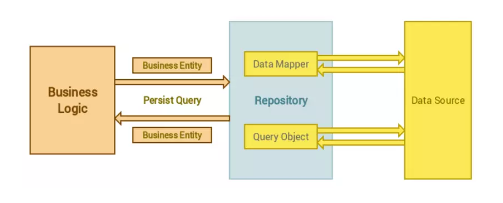 Business Entity
Data Mapper
Business
Logic
Persist Query
Repository
Data Source
Business Entity
Query Object